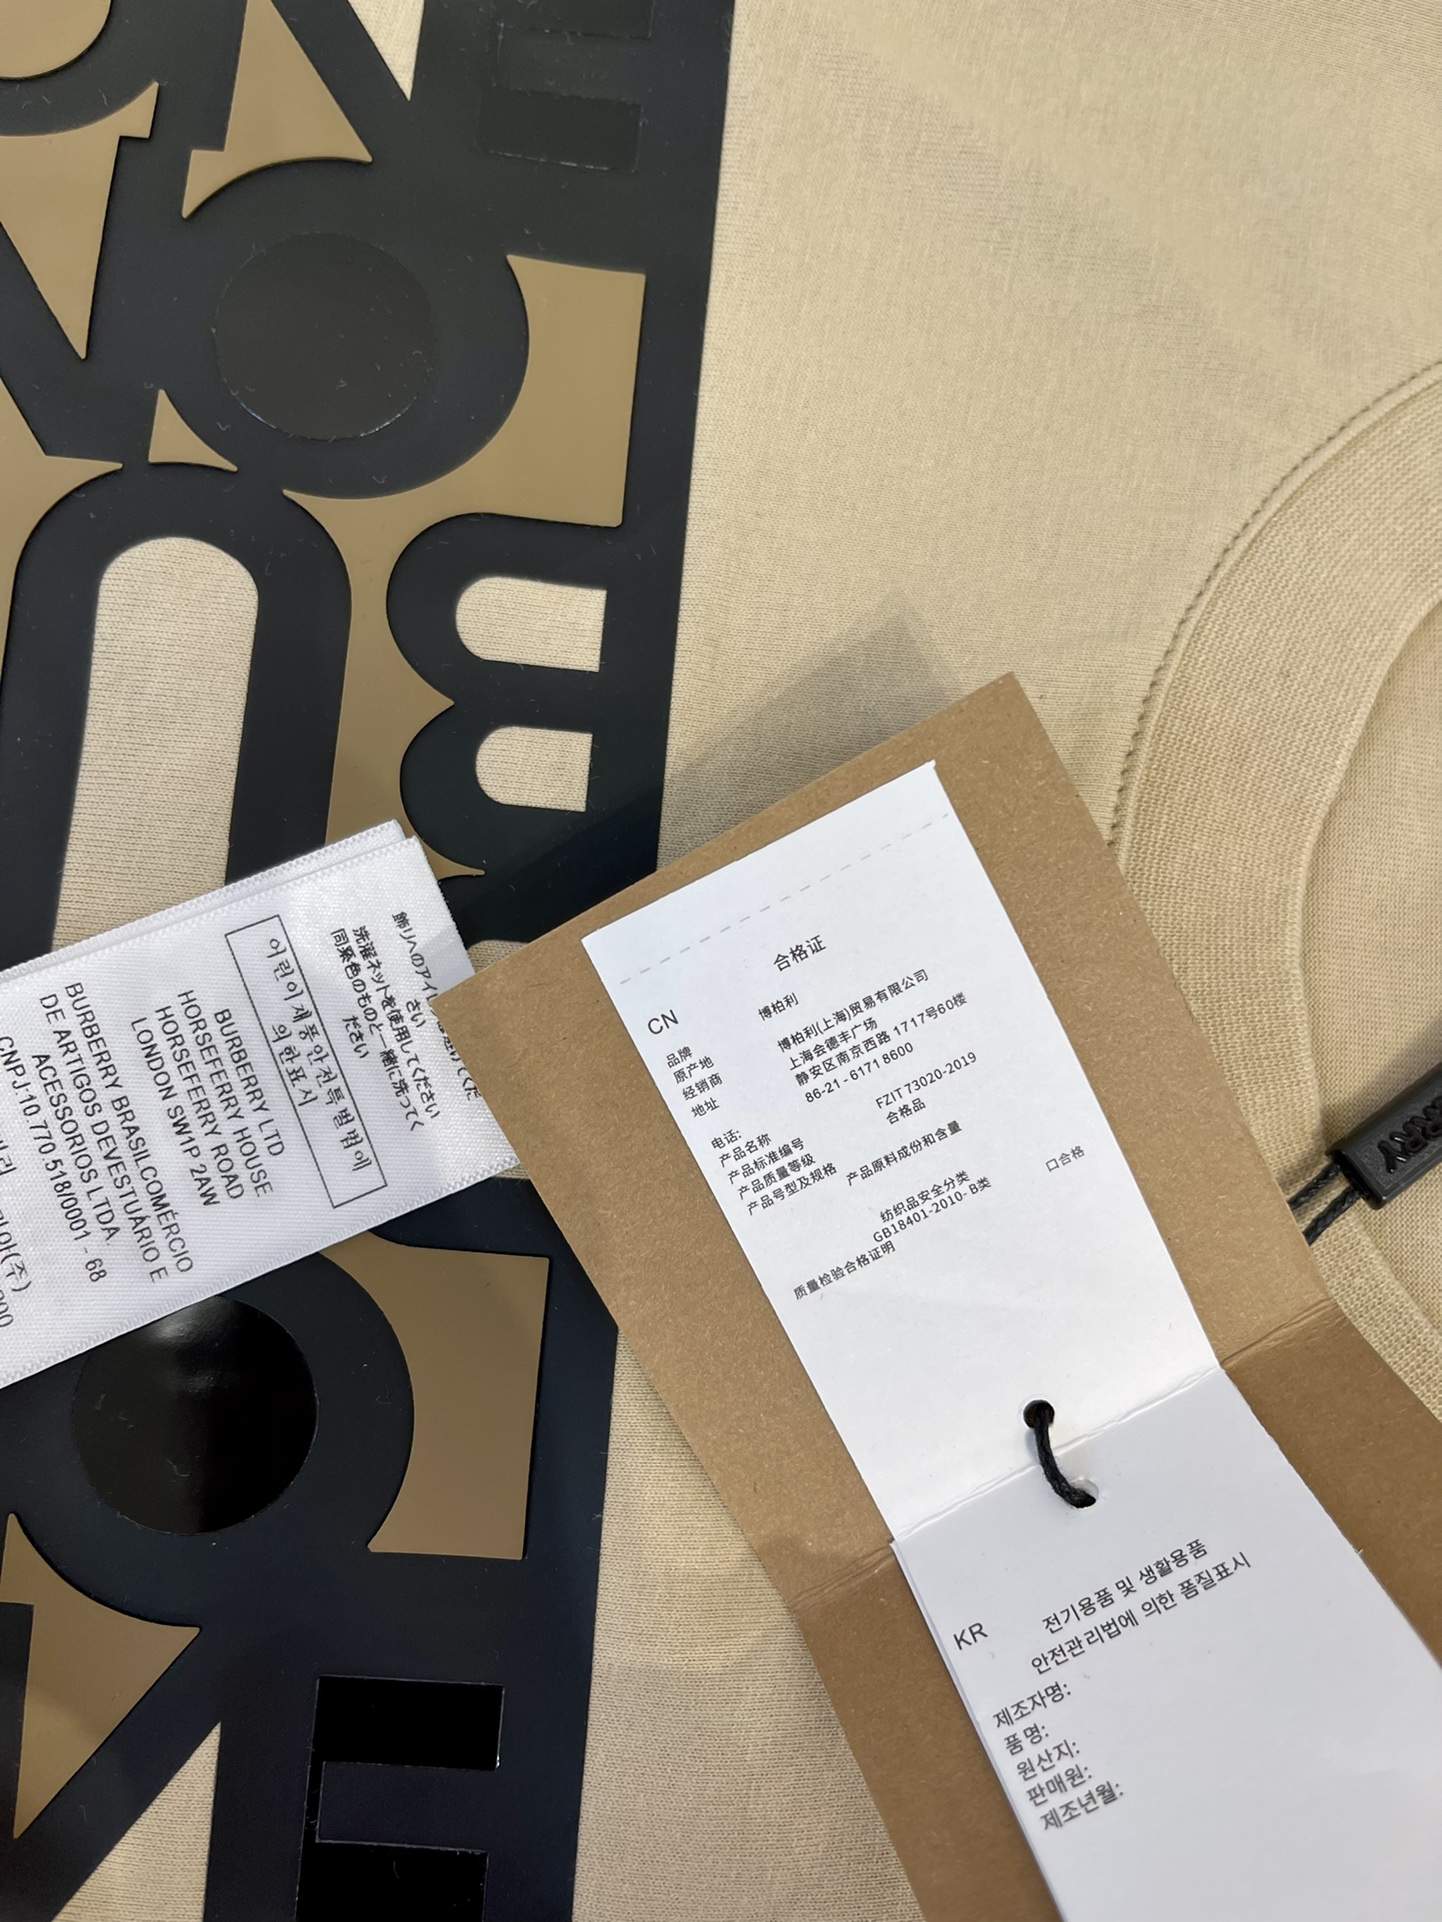 飾りへのアイ
さい
洗濯ネットを使用してください
同系色のものと一緒に洗ってく
ださい
어린이제품안전특별법에
의한표시
BURBERRY LTD
HORSEFERRY HOUSE
HORSEFERRY ROAD
LONDON SW1P 2AW
BURBERRY BRASILCOMÉRCIO
DE ARTIGOS DEVESTUÁRIO E
ACESSORIOS LTDA
CNPJ:10.770.518/0001 - 68
合格证
CN
博柏利
品牌
博柏利(上海)贸易有限公司
原产地
上海会德丰广场
经销商
静安区南京西路 1717号60楼
地址
86-21-6171 8600
电话:
FZ/T 73020-2019
产品名称
合格品
产品标准编号
产品质量等级
产品号型及规格
产品原料成份和含量
口合格
纺织品安全分类
GB18401-2010- B类
质量检验合格证明
KR
전기용품 및 생활용품
안전관리법에 의한 품질표시
제조자명:
품명:
원산지:
판매원:
제조년월: